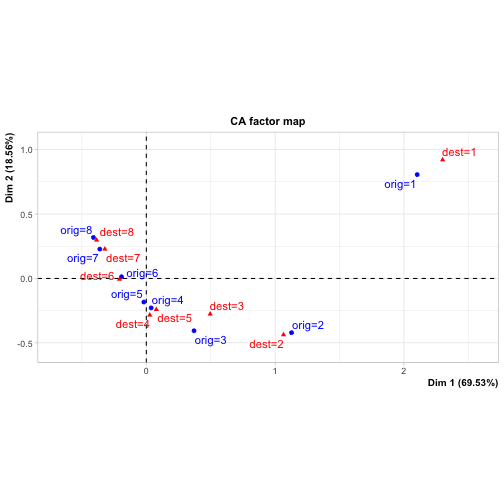 CA factor map
Dim 2 (18.56%)
1.0
0.5
0.0
-0.5
dest=1
orig=1
orig=8
dest=8
orig=7
dest=7
dest=6
orig=6
orig=5
orig=4
dest=3
dest=4
dest=5
orig=2
orig=3
dest=2
0
1
2
Dim 1 (69.53%)